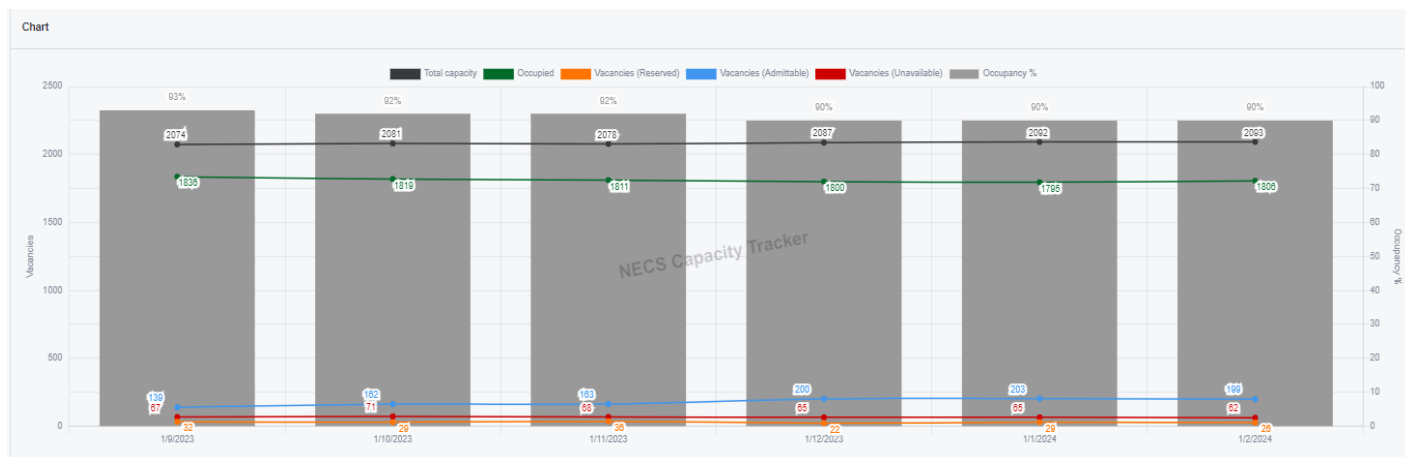 Chart
Total capacity Occupied Vacancies (Reserved) Vacancies (Admittable) Vacancies (Unavailable) Occupancy %
2500 100
93% 92% 92% 90% 90% 90%
90
2074 2081 2078 2087 2092 2093
2000 80
1836 1819 1811 1800 1795 1806
70
1500 60
Vacancies
NECS Capacity Tracker
Occupancy %
50
1000 40
30
500 20
139 162 163 200 203 199
10
67 71 68 65 65 62
32 29 36 22 29 26
0 0
1/9/2023 1/10/2023 1/11/2023 1/12/2023 1/1/2024 1/2/2024